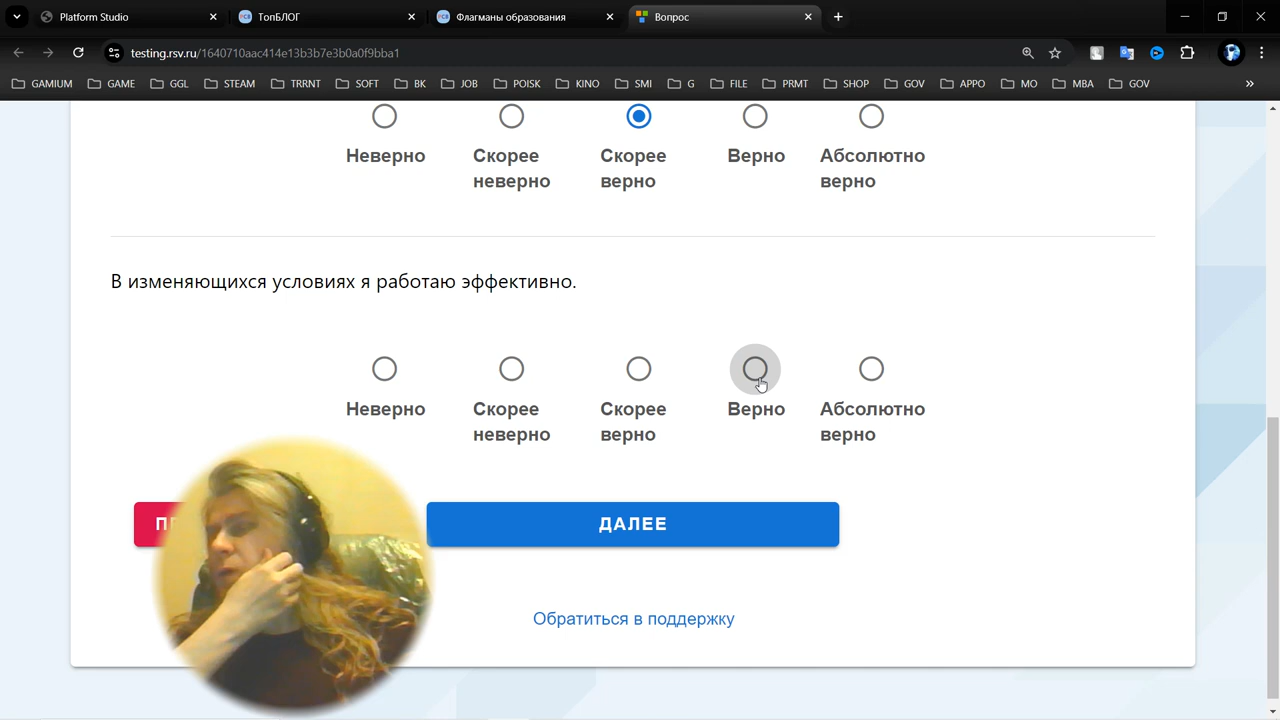 Platform Studio
ТопБЛОГ
Флагманы образования
Вопрос
testing.rsv.ru/1640710aac414e13b3b7e3b0a0f9bba1
GAMIUM GAME GGL STEAM TRRNT SOFT BK JOB POISK KINO SMI G FILE PRMT SHOP GOV APPO MO MBA GOV
Неверно
Скорее неверно
Скорее верно
Верно
Абсолютно верно
В изменяющихся условиях я работаю эффективно.
Неверно
Скорее неверно
Скорее верно
Верно
Абсолютно верно
ДАЛЕЕ
Обратиться в поддержку